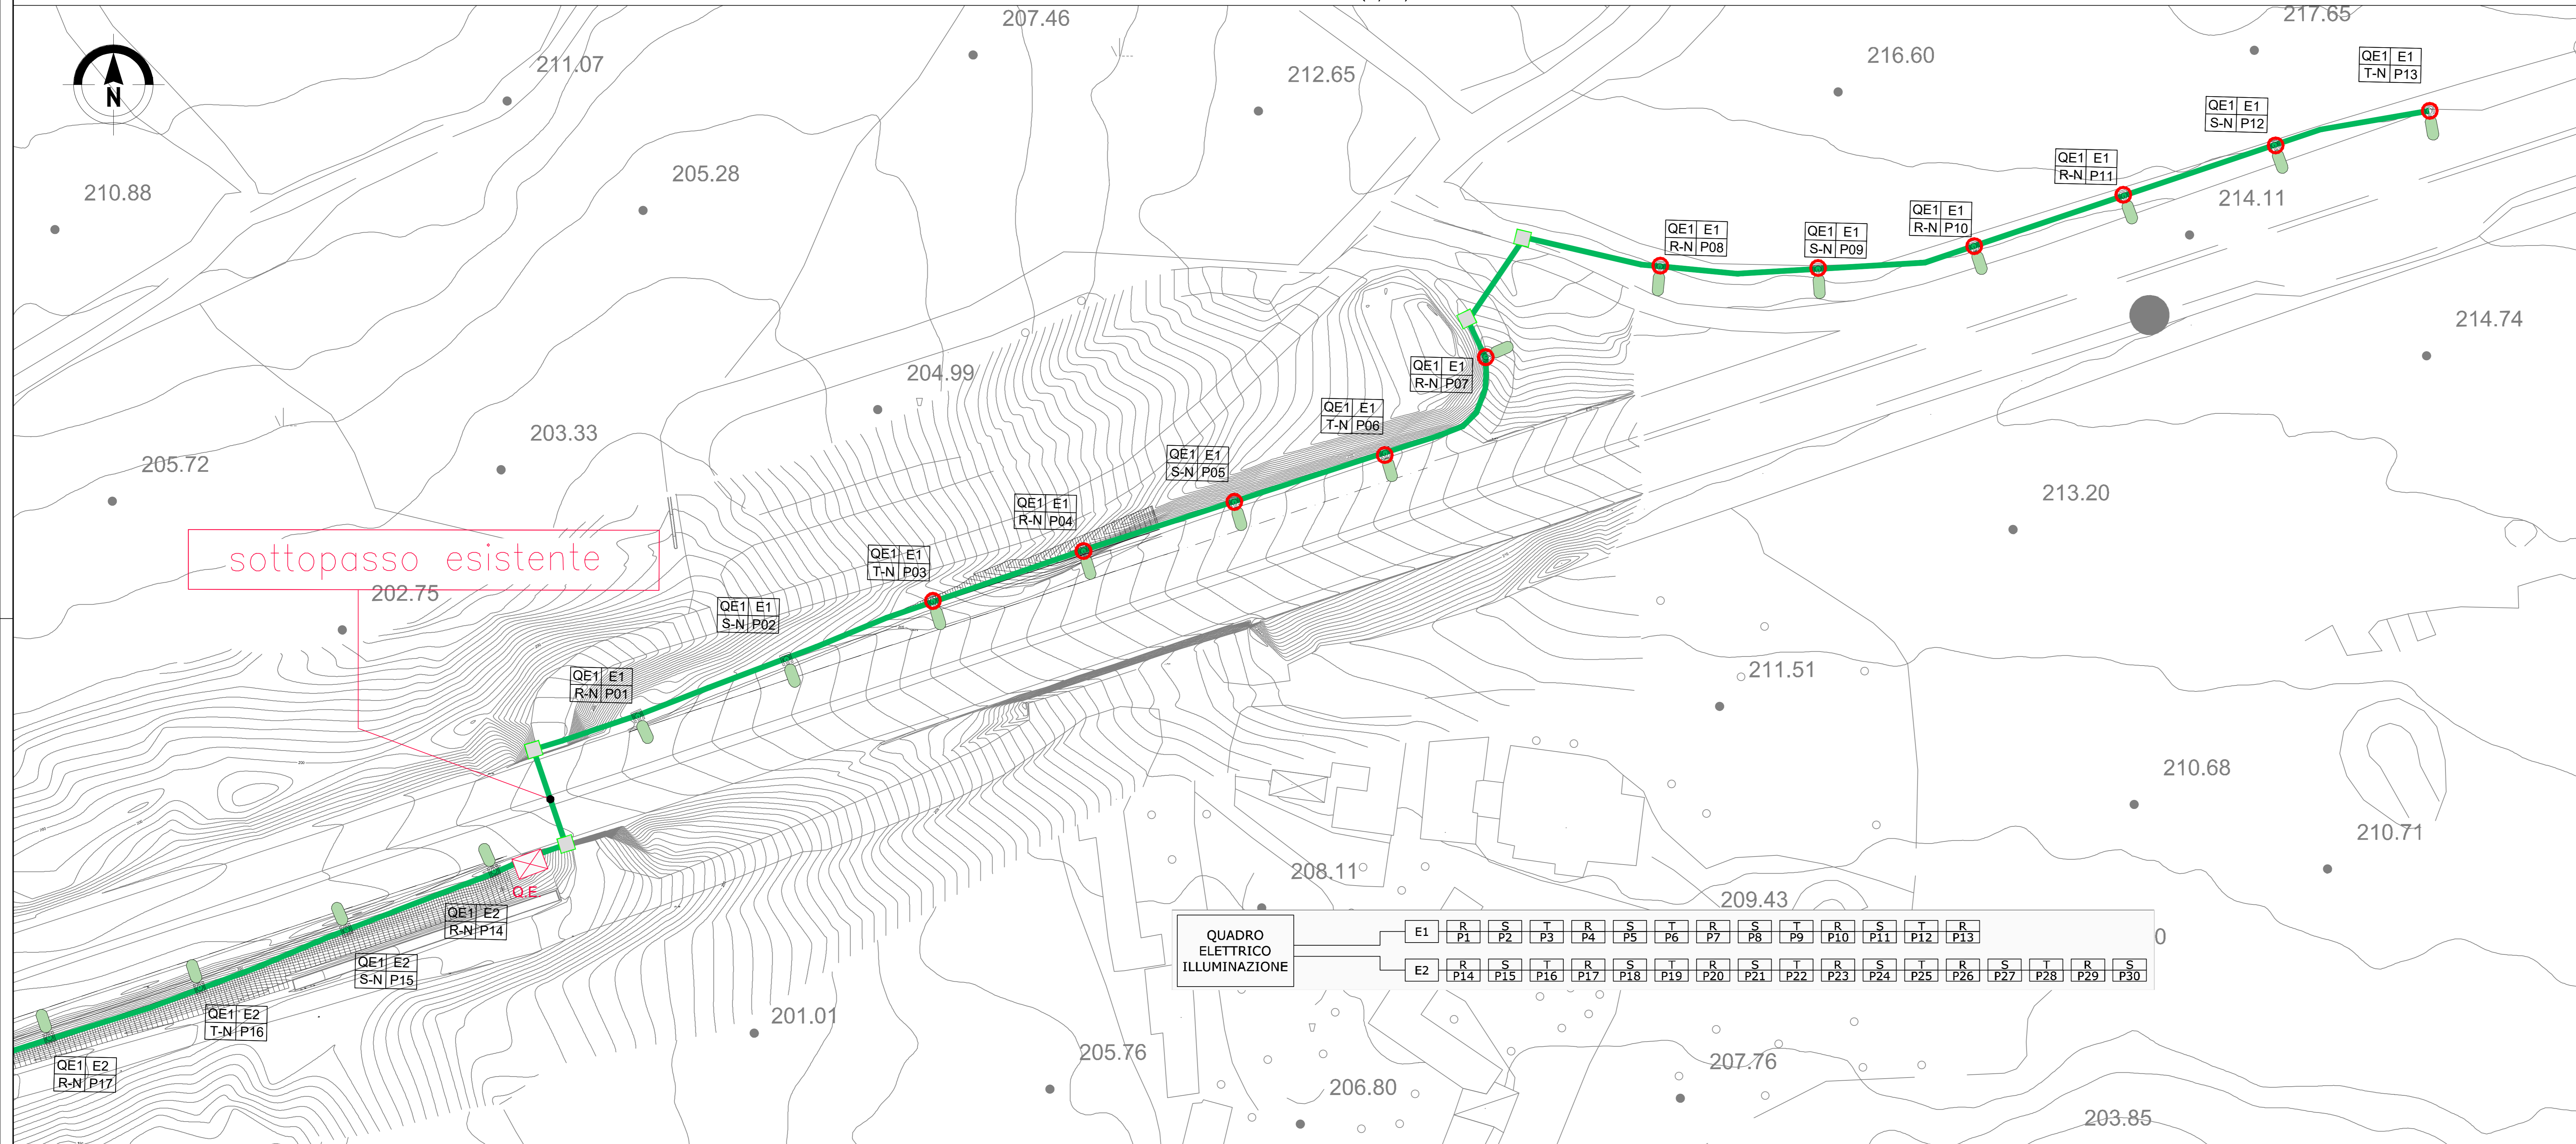 207.46
217.65
211.07
212.65
216.60
QE1 E1
T-N P13
QE1 E1
S-N P12
N
210.88
205.28
QE1 E1
R-N P11
214.11
QE1 E1
R-N P10
QE1 E1
R-N P08
QE1 E1
S-N P09
214.74
204.99
QE1 E1
R-N P07
QE1 E1
T-N P06
203.33
205.72
QE1 E1
S-N P05
213.20
QE1 E1
R-N P04
sottopasso esistente
QE1 E1
T-N P03
202.75
QE1 E1
S-N P02
211.51
QE1 E1
R-N P01
210.68
210.71
208.11
Q.E.
209.43
QE1 E2
R-N P14
QUADRO
ELETTRICO
ILLUMINAZIONE
E1 R S T R S T R S T R S T R
P1 P2 P3 P4 P5 P6 P7 P8 P9 P10 P11 P12 P13
0
E2 R S T R S T R S T R S T R S T R S
P14 P15 P16 P17 P18 P19 P20 P21 P22 P23 P24 P25 P26 P27 P28 P29 P30
QE1 E2
S-N P15
201.01
QE1 E2
T-N P16
205.76
207.76
QE1 E2
R-N P17
206.80
203.85